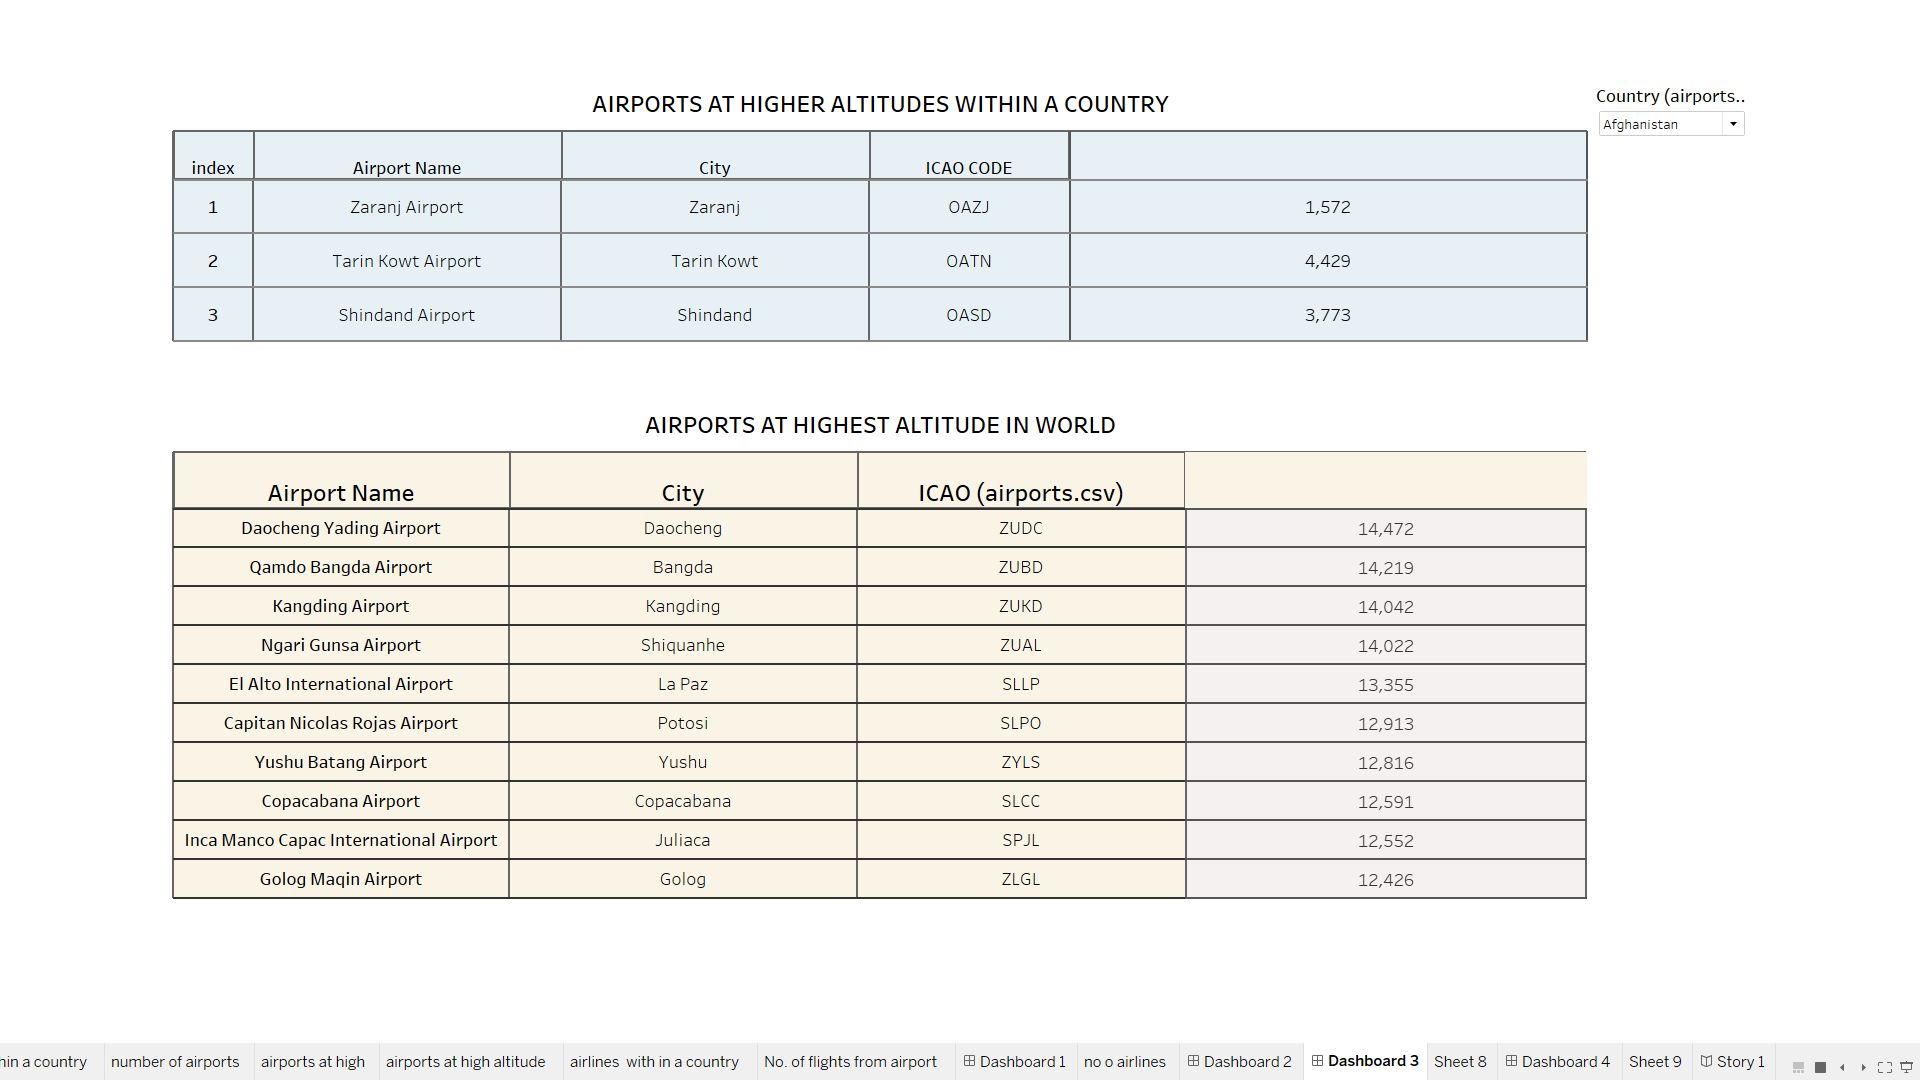 AIRPORTS AT HIGHER ALTITUDES WITHIN A COUNTRY
Country (airports..
Afghanistan
index Airport Name City ICAO CODE
1 Zaranj Airport Zaranj OAZJ 1,572
2 Tarin Kowt Airport Tarin Kowt OATN 4,429
3 Shindand Airport Shindand OASD 3,773
AIRPORTS AT HIGHEST ALTITUDE IN WORLD
Airport Name City ICAO (airports.csv)
Daocheng Yading Airport Daocheng ZUDC 14,472
Qamdo Bangda Airport Bangda ZUBD 14,219
Kangding Airport Kangding ZUKD 14,042
Ngari Gunsa Airport Shiquanhe ZUAL 14,022
El Alto International Airport La Paz SLLP 13,355
Capitan Nicolas Rojas Airport Potosi SLPO 12,913
Yushu Batang Airport Yushu ZYLS 12,816
Copacabana Airport Copacabana SLCC 12,591
Inca Manco Capac International Airport Juliaca SPJL 12,552
Golog Maqin Airport Golog ZLGL 12,426
hin a country number of airports airports at high airports at high altitude airlines with in a country No. of flights from airport Dashboard 1 no o airlines Dashboard 2 Dashboard 3 Sheet 8 Dashboard 4 Sheet 9 Story 1